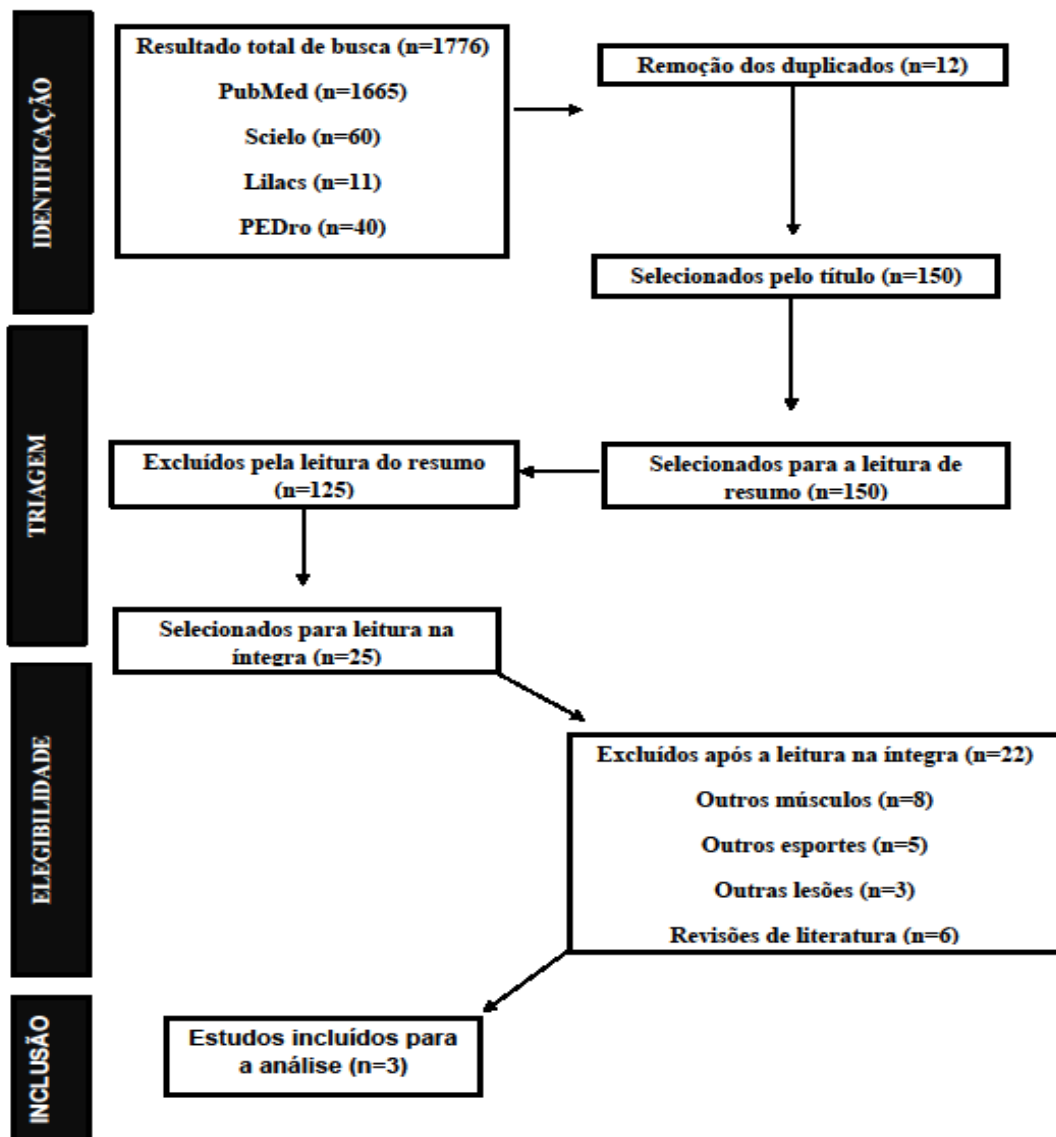 IDENTIFICAÇÃO
Resultado total de busca (n=1776)
PubMed (n=1665)
Scielo (n=60)
Lilacs (n=11)
PEDro (n=40)
Remoção dos duplicados (n=12)
Selecionados pelo título (n=150)
TRIAGEM
Excluídos pela leitura do resumo
(n=125)
Selecionados para a leitura de
resumo (n=150)
Selecionados para leitura na
íntegra (n=25)
ELEGIBILIDADE
Excluídos após a leitura na íntegra (n=22)
Outros músculos (n=8)
Outros esportes (n=5)
Outras lesões (n=3)
Revisões de literatura (n=6)
INCLUSÃO
Estudos incluídos para
a análise (n=3)